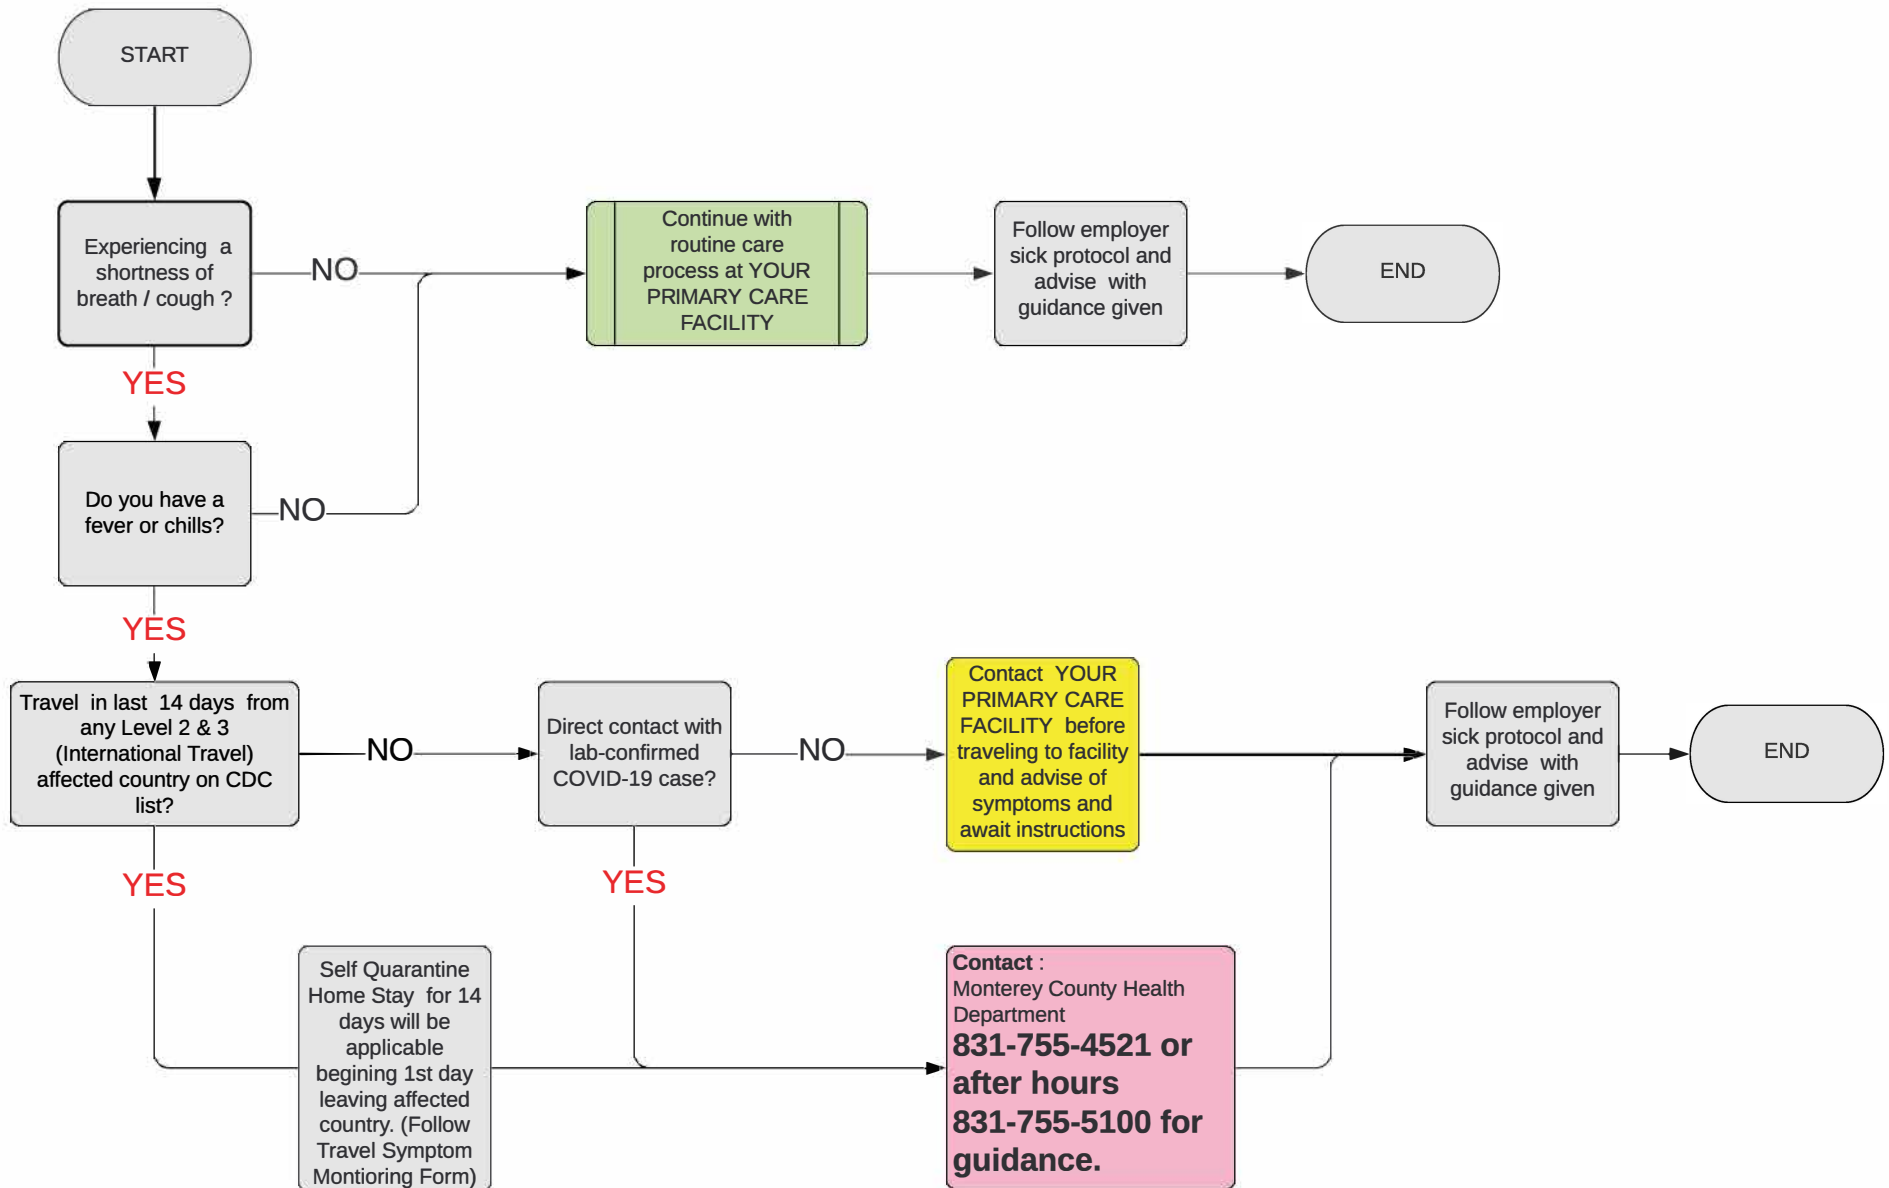 START
Experiencing a
shortness of
breath / cough ?
NO
Continue with
routine care
process at YOUR
PRIMARY CARE
FACILITY
Follow employer
sick protocol and
advise with
guidance given
END
YES
Do you have a
fever or chills?
NO
YES
Travel in last 14 days from
any Level 2 & 3
(International Travel)
affected country on CDC
list?
NO
Direct contact with
lab-confirmed
COVID-19 case?
NO
Contact YOUR
PRIMARY CARE
FACILITY before
traveling to facility
and advise of
symptoms and
await instructions
Follow employer
sick protocol and
advise with
guidance given
END
YES
YES
Self Quarantine
Home Stay for 14
days will be
applicable
begining 1st day
leaving affected
country. (Follow
Travel Symptom
Montioring Form)
Contact :
Monterey County Health
Department
831-755-4521 or
after hours
831-755-5100 for
guidance.